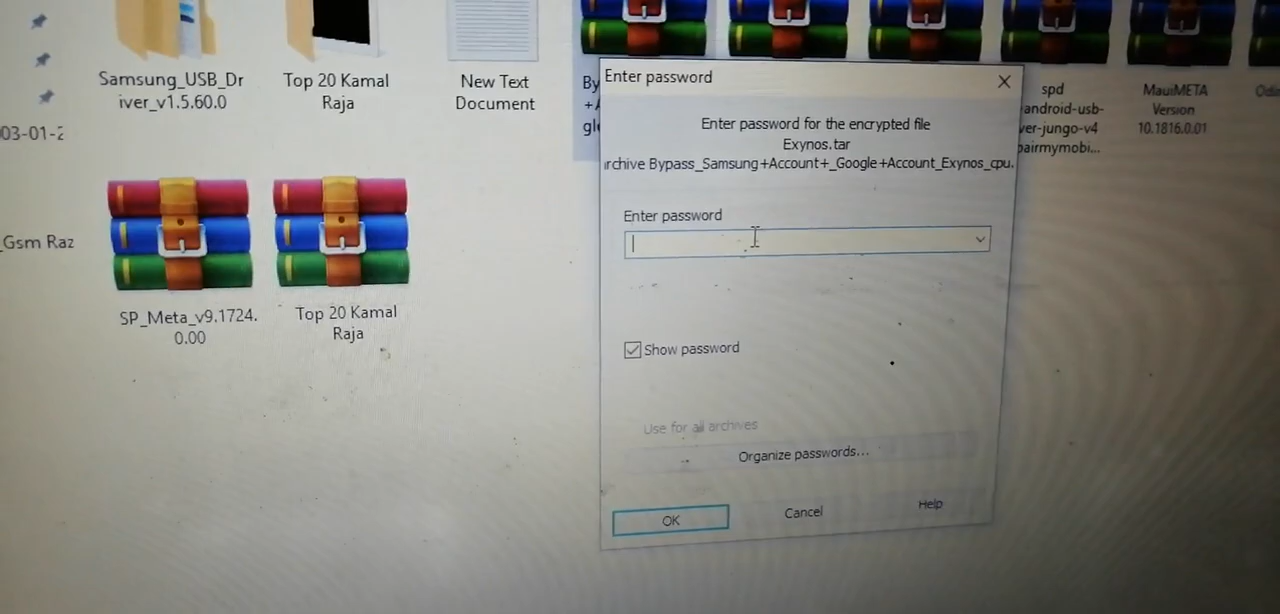 Samsung_USB_Dr
iver_v1.5.60.0
Top 20 Kamal
Raja
New Text
Document
By
+A
gle
spd
android-usb-
ver-jungo-v4
pairmymobi...
MauiMETA
Version
10.1816.0.01
Odi
03-01-2
_Gsm Raz
SP_Meta_v9.1724.
0.00
Top 20 Kamal
Raja
Enter password
Enter password for the encrypted file
Exynos.tar
rchive Bypass_Samsung+Account+_Google+Account_Exynos_cpu.
Enter password
Show password
Use for all archives
Organize passwords...
OK
Cancel
Help